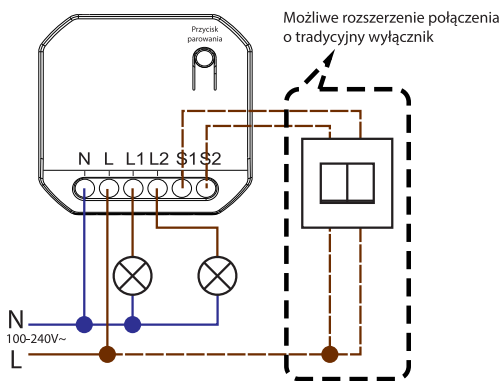 Możliwe rozszerzenie połączenia
o tradycyjny wyłącznik
Przycisk
parowania
N L L1 L2 S1 S2
N
100-240V~
L